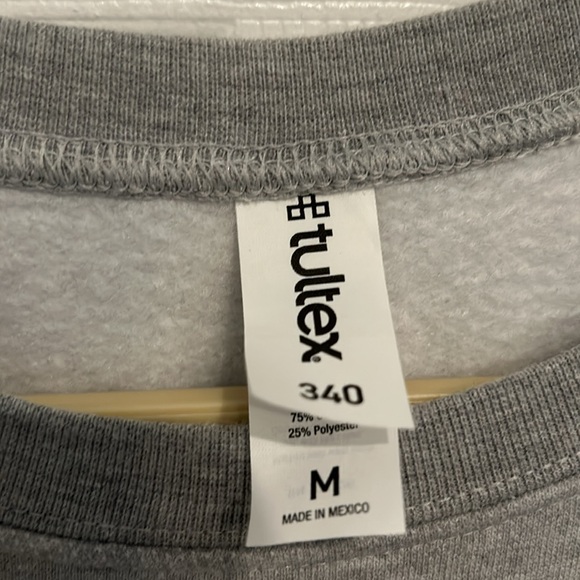 tultex
340
75%
25% Polyester
M
MADE IN MEXICO